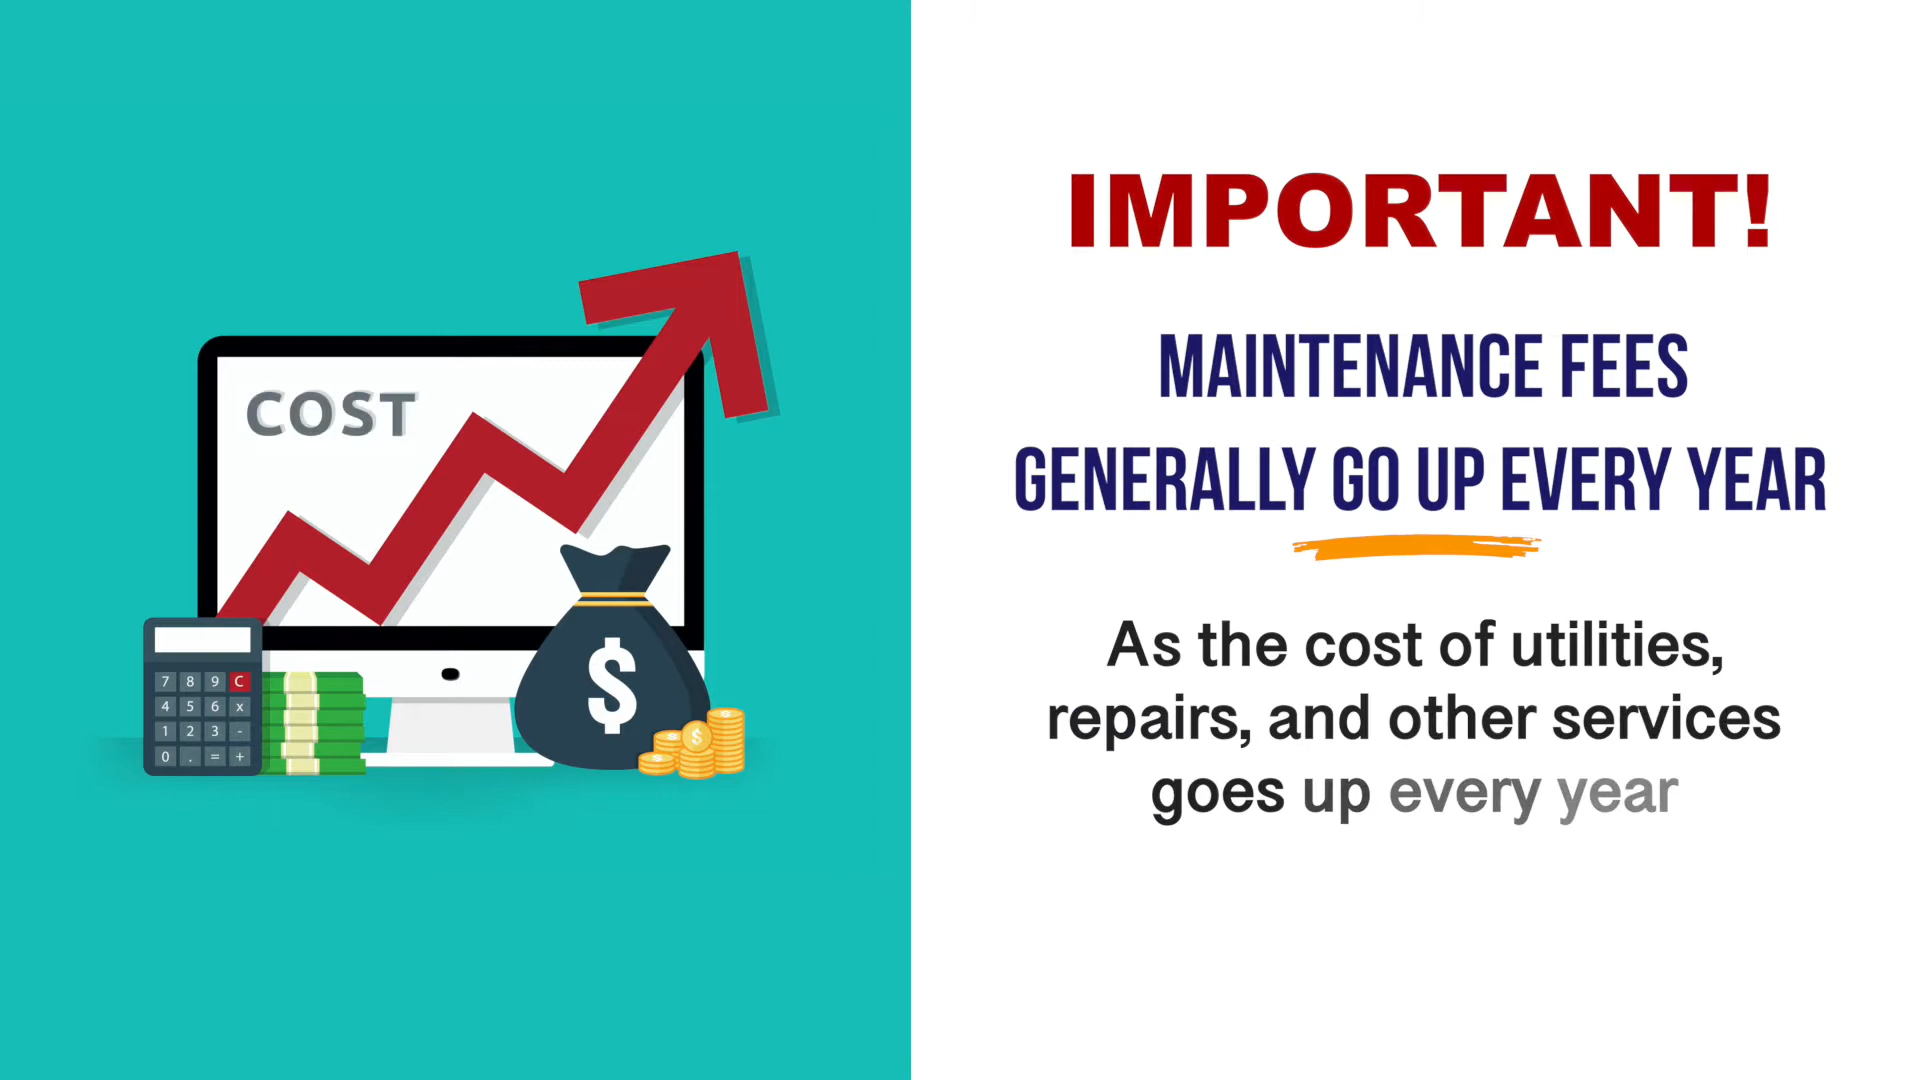 COST
$
7 8 9 C
4 5 6 x
1 2 3 -
0 . = +
$
$
$
$
IMPORTANT!
MAINTENANCE FEES
GENERALLY GO UP EVERY YEAR
As the cost of utilities,
repairs, and other services
goes up every year